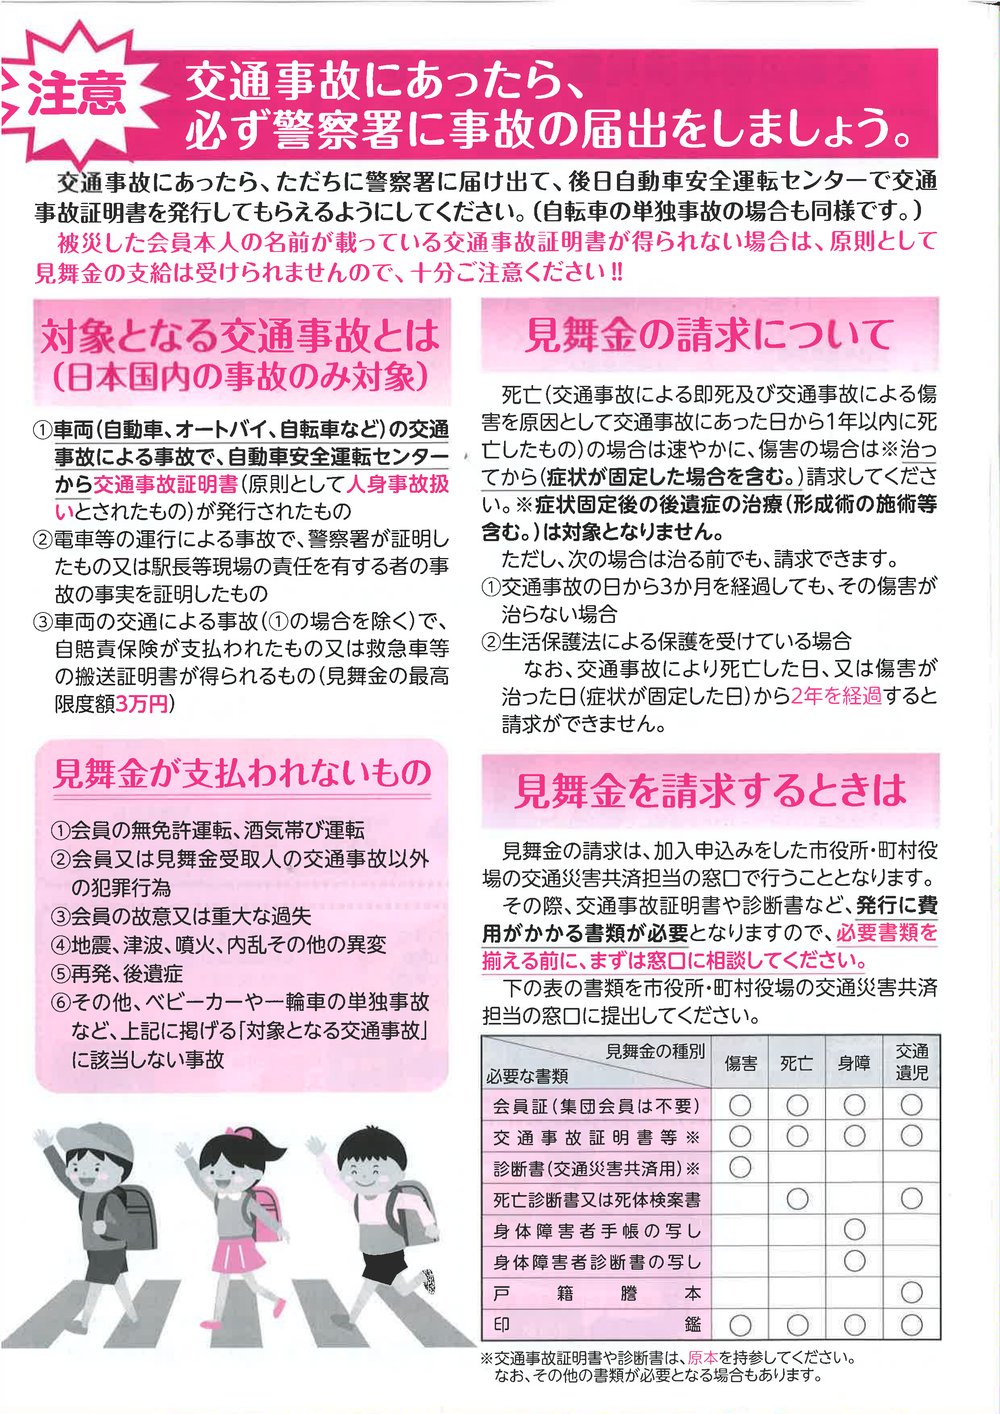 注意
交通事故にあったら、
必ず警察署に事故の届出をしましょう。
交通事故にあったら、ただちに警察署に届け出て、後日自動車安全運転センターで交通
事故証明書を発行してもらえるようにしてください。(自転車の単独事故の場合も同様です。)
被災した会員本人の名前が載っている交通事故証明書が得られない場合は、原則として
見舞金の支給は受けられませんので、十分ご注意ください!!
対象となる交通事故とは
(日本国内の事故のみ対象)
①車両(自動車、オートバイ、自転車など)の交通
事故による事故で、自動車安全運転センター
から交通事故証明書(原則として人身事故扱
いとされたもの)が発行されたもの
②電車等の運行による事故で、警察署が証明し
たもの又は駅長等現場の責任を有する者の事
故の事実を証明したもの
③車両の交通による事故(①の場合を除く)で、
自賠責保険が支払われたもの又は救急車等
の搬送証明書が得られるもの(見舞金の最高
限度額3万円)
見舞金が支払われないもの
①会員の無免許運転、酒気帯び運転
②会員又は見舞金受取人の交通事故以外
の犯罪行為
③会員の故意又は重大な過失
④地震、津波、噴火、内乱その他の異変
⑤再発、後遺症
⑥その他、ベビーカーや一輪車の単独事故
など、上記に掲げる「対象となる交通事故」
に該当しない事故
見舞金の請求について
死亡(交通事故による即死及び交通事故による傷
害を原因として交通事故にあった日から1年以内に死
亡したもの)の場合は速やかに、傷害の場合は※治っ
てから(症状が固定した場合を含む。)請求してくださ
い。※症状固定後の後遺症の治療(形成術の施術等
含む。)は対象となりません。
ただし、次の場合は治る前でも、請求できます。
①交通事故の日から3か月を経過しても、その傷害が
治らない場合
②生活保護法による保護を受けている場合
なお、交通事故により死亡した日、又は傷害が
治った日(症状が固定した日)から2年を経過すると
請求ができません。
見舞金を請求するときは
見舞金の請求は、加入申込みをした市役所・町村役
場の交通災害共済担当の窓口で行うこととなります。
その際、交通事故証明書や診断書など、発行に費
用がかかる書類が必要となりますので、必要書類を
揃える前に、まずは窓口に相談してください。
下の表の書類を市役所・町村役場の交通災害共済
担当の窓口に提出してください。
見舞金の種別 傷害 死亡 身障 交通遺児
必要な書類
会員証(集団会員は不要) ○ ○ ○ ○
交通事故証明書等※ ○ ○ ○ ○
診断書(交通災害共済用)※ ○
死亡診断書又は死体検案書 ○ ○
身体障害者手帳の写し ○
身体障害者診断書の写し ○
戸籍謄本 ○
印鑑 ○ ○ ○ ○
※交通事故証明書や診断書は、原本を持参してください。
なお、その他の書類が必要となる場合もあります。